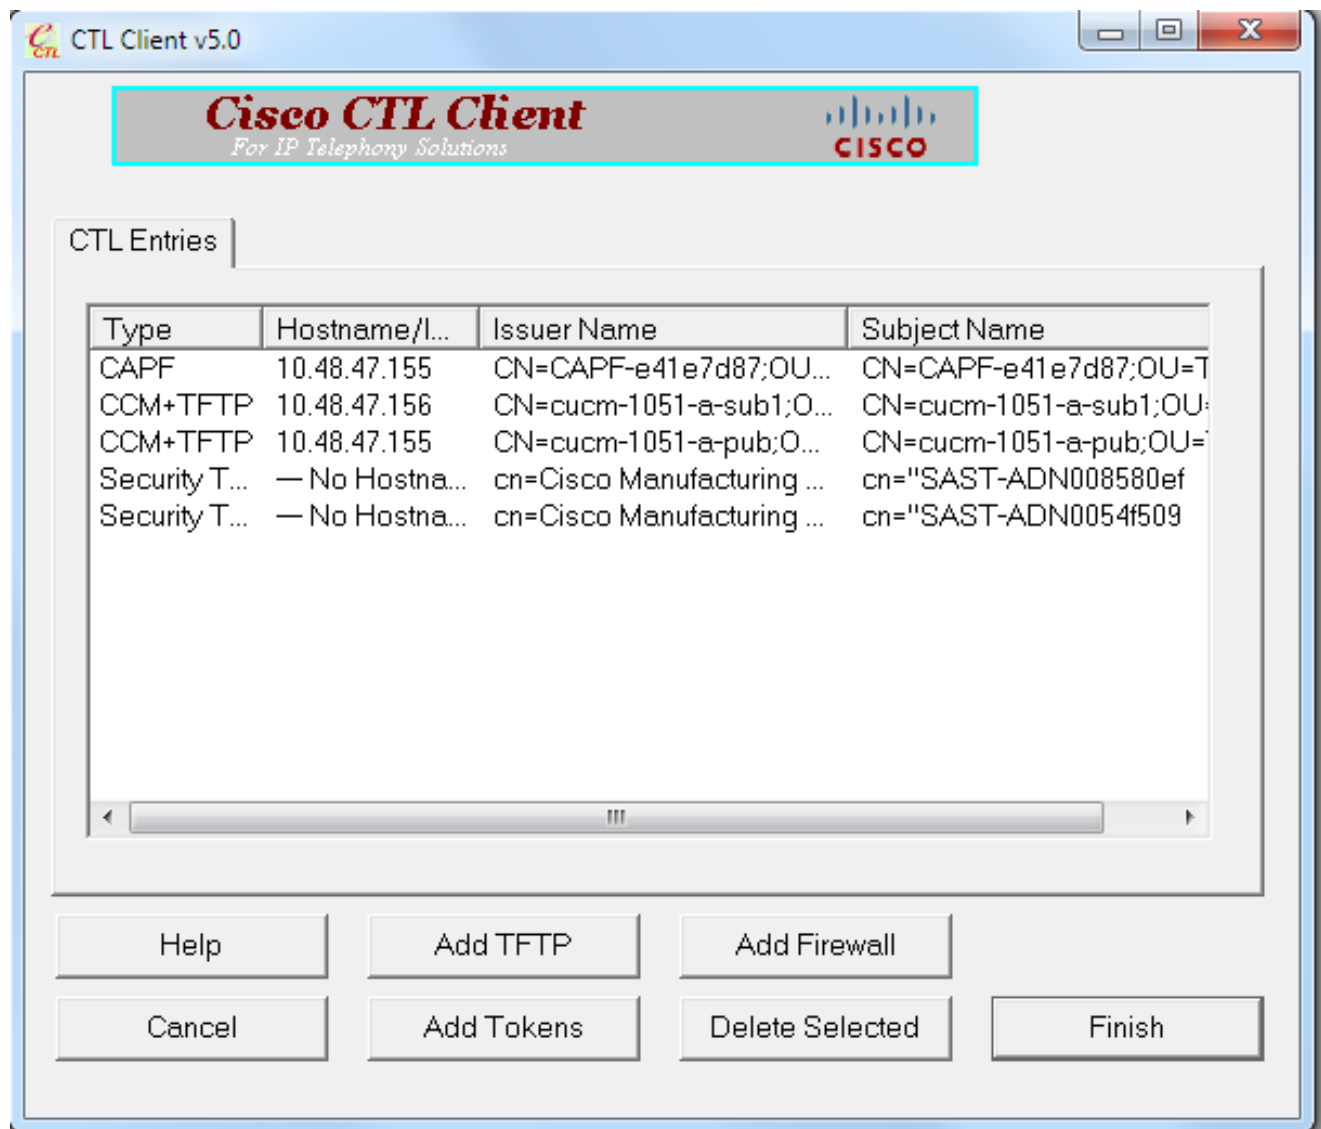 CTL Client v5.0
Cisco CTL Client
For IP Telephony Solutions
CISCO
CTL Entries
Type Hostname/I... Issuer Name Subject Name
CAPF 10.48.47.155 CN=CAPF-e41e7d87;OU... CN=CAPF-e41e7d87;OU=T
CCM+TFTP 10.48.47.156 CN=cucm-1051-a-sub1;O... CN=cucm-1051-a-sub1;OU=
CCM+TFTP 10.48.47.155 CN=cucm-1051-a-pub;O... CN=cucm-1051-a-pub;OU=T
Security T... — No Hostna... cn=Cisco Manufacturing ... cn="SAST-ADN008580ef
Security T... — No Hostna... cn=Cisco Manufacturing ... cn="SAST-ADN0054f509
Help Add TFTP Add Firewall
Cancel Add Tokens Delete Selected Finish